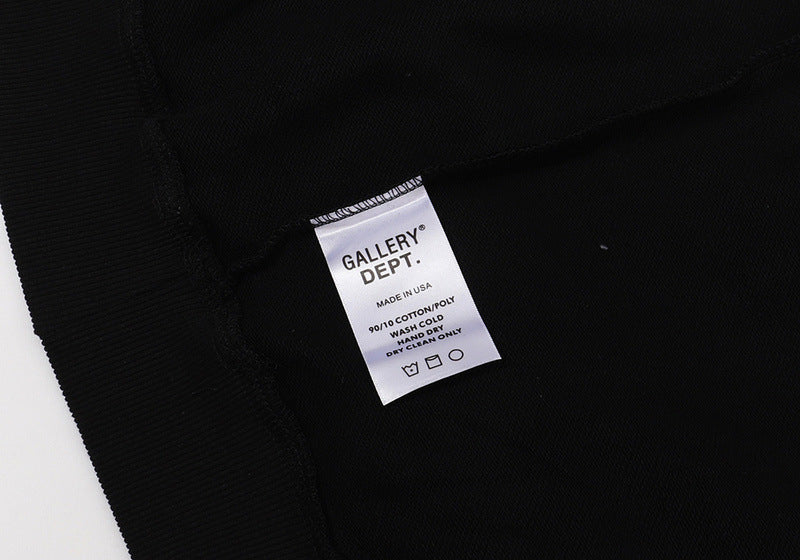 GALLERY®
DEPT.
MADE IN USA
90/10 COTTON/POLY
WASH COLD
HAND DRY
DRY CLEAN ONLY